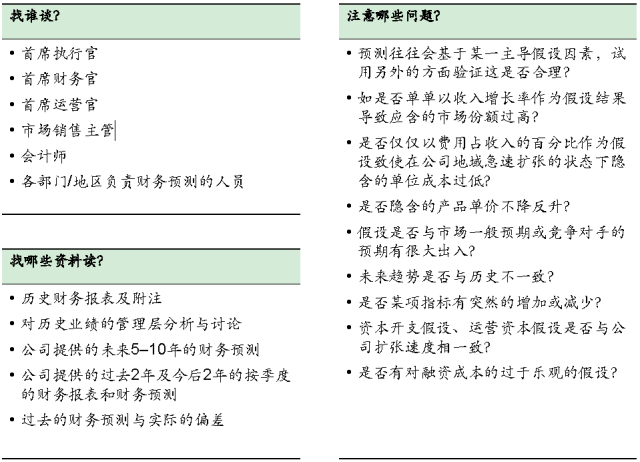 找谁谈?
• 首席执行官
• 首席财务官
• 首席运营官
• 市场销售主管
• 会计师
• 各部门/地区负责财务预测的人员
找哪些资料读?
• 历史财务报表及附注
• 对历史业绩的管理层分析与讨论
• 公司提供的未来5–10年的财务预测
• 公司提供的过去2年及今后2年的按季度
的财务报表和财务预测
• 过去的财务预测与实际的偏差
注意哪些问题?
• 预测往往会基于某一主导假设因素，试
用另外的方面验证这是否合理?
• 如是否单单以收入增长率作为假设结果
导致应含的市场份额过高?
• 是否仅仅以费用占收入的百分比作为假
设致使在公司地域急速扩张的状态下隐
含的单位成本过低?
• 是否隐含的产品单价不降反升?
• 假设是否与市场一般预期或竞争对手的
预期有很大出入?
• 未来趋势是否与历史不一致?
• 是否某项指标有突然的增加或减少?
• 资本开支假设、运营资本假设是否与公
司扩张速度相一致?
• 是否有对融资成本的过于乐观的假设?